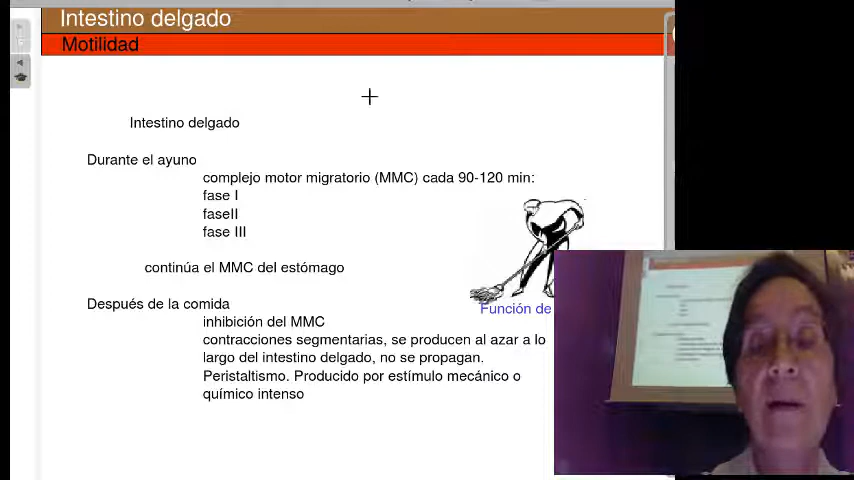 Intestino delgado
Motilidad
Intestino delgado
Durante el ayuno
complejo motor migratorio (MMC) cada 90-120 min:
fase I
faseII
fase III
continúa el MMC del estómago
Función de
Después de la comida
inhibición del MMC
contracciones segmentarias, se producen al azar a lo
largo del intestino delgado, no se propagan.
Peristaltismo. Producido por estímulo mecánico o
químico intenso